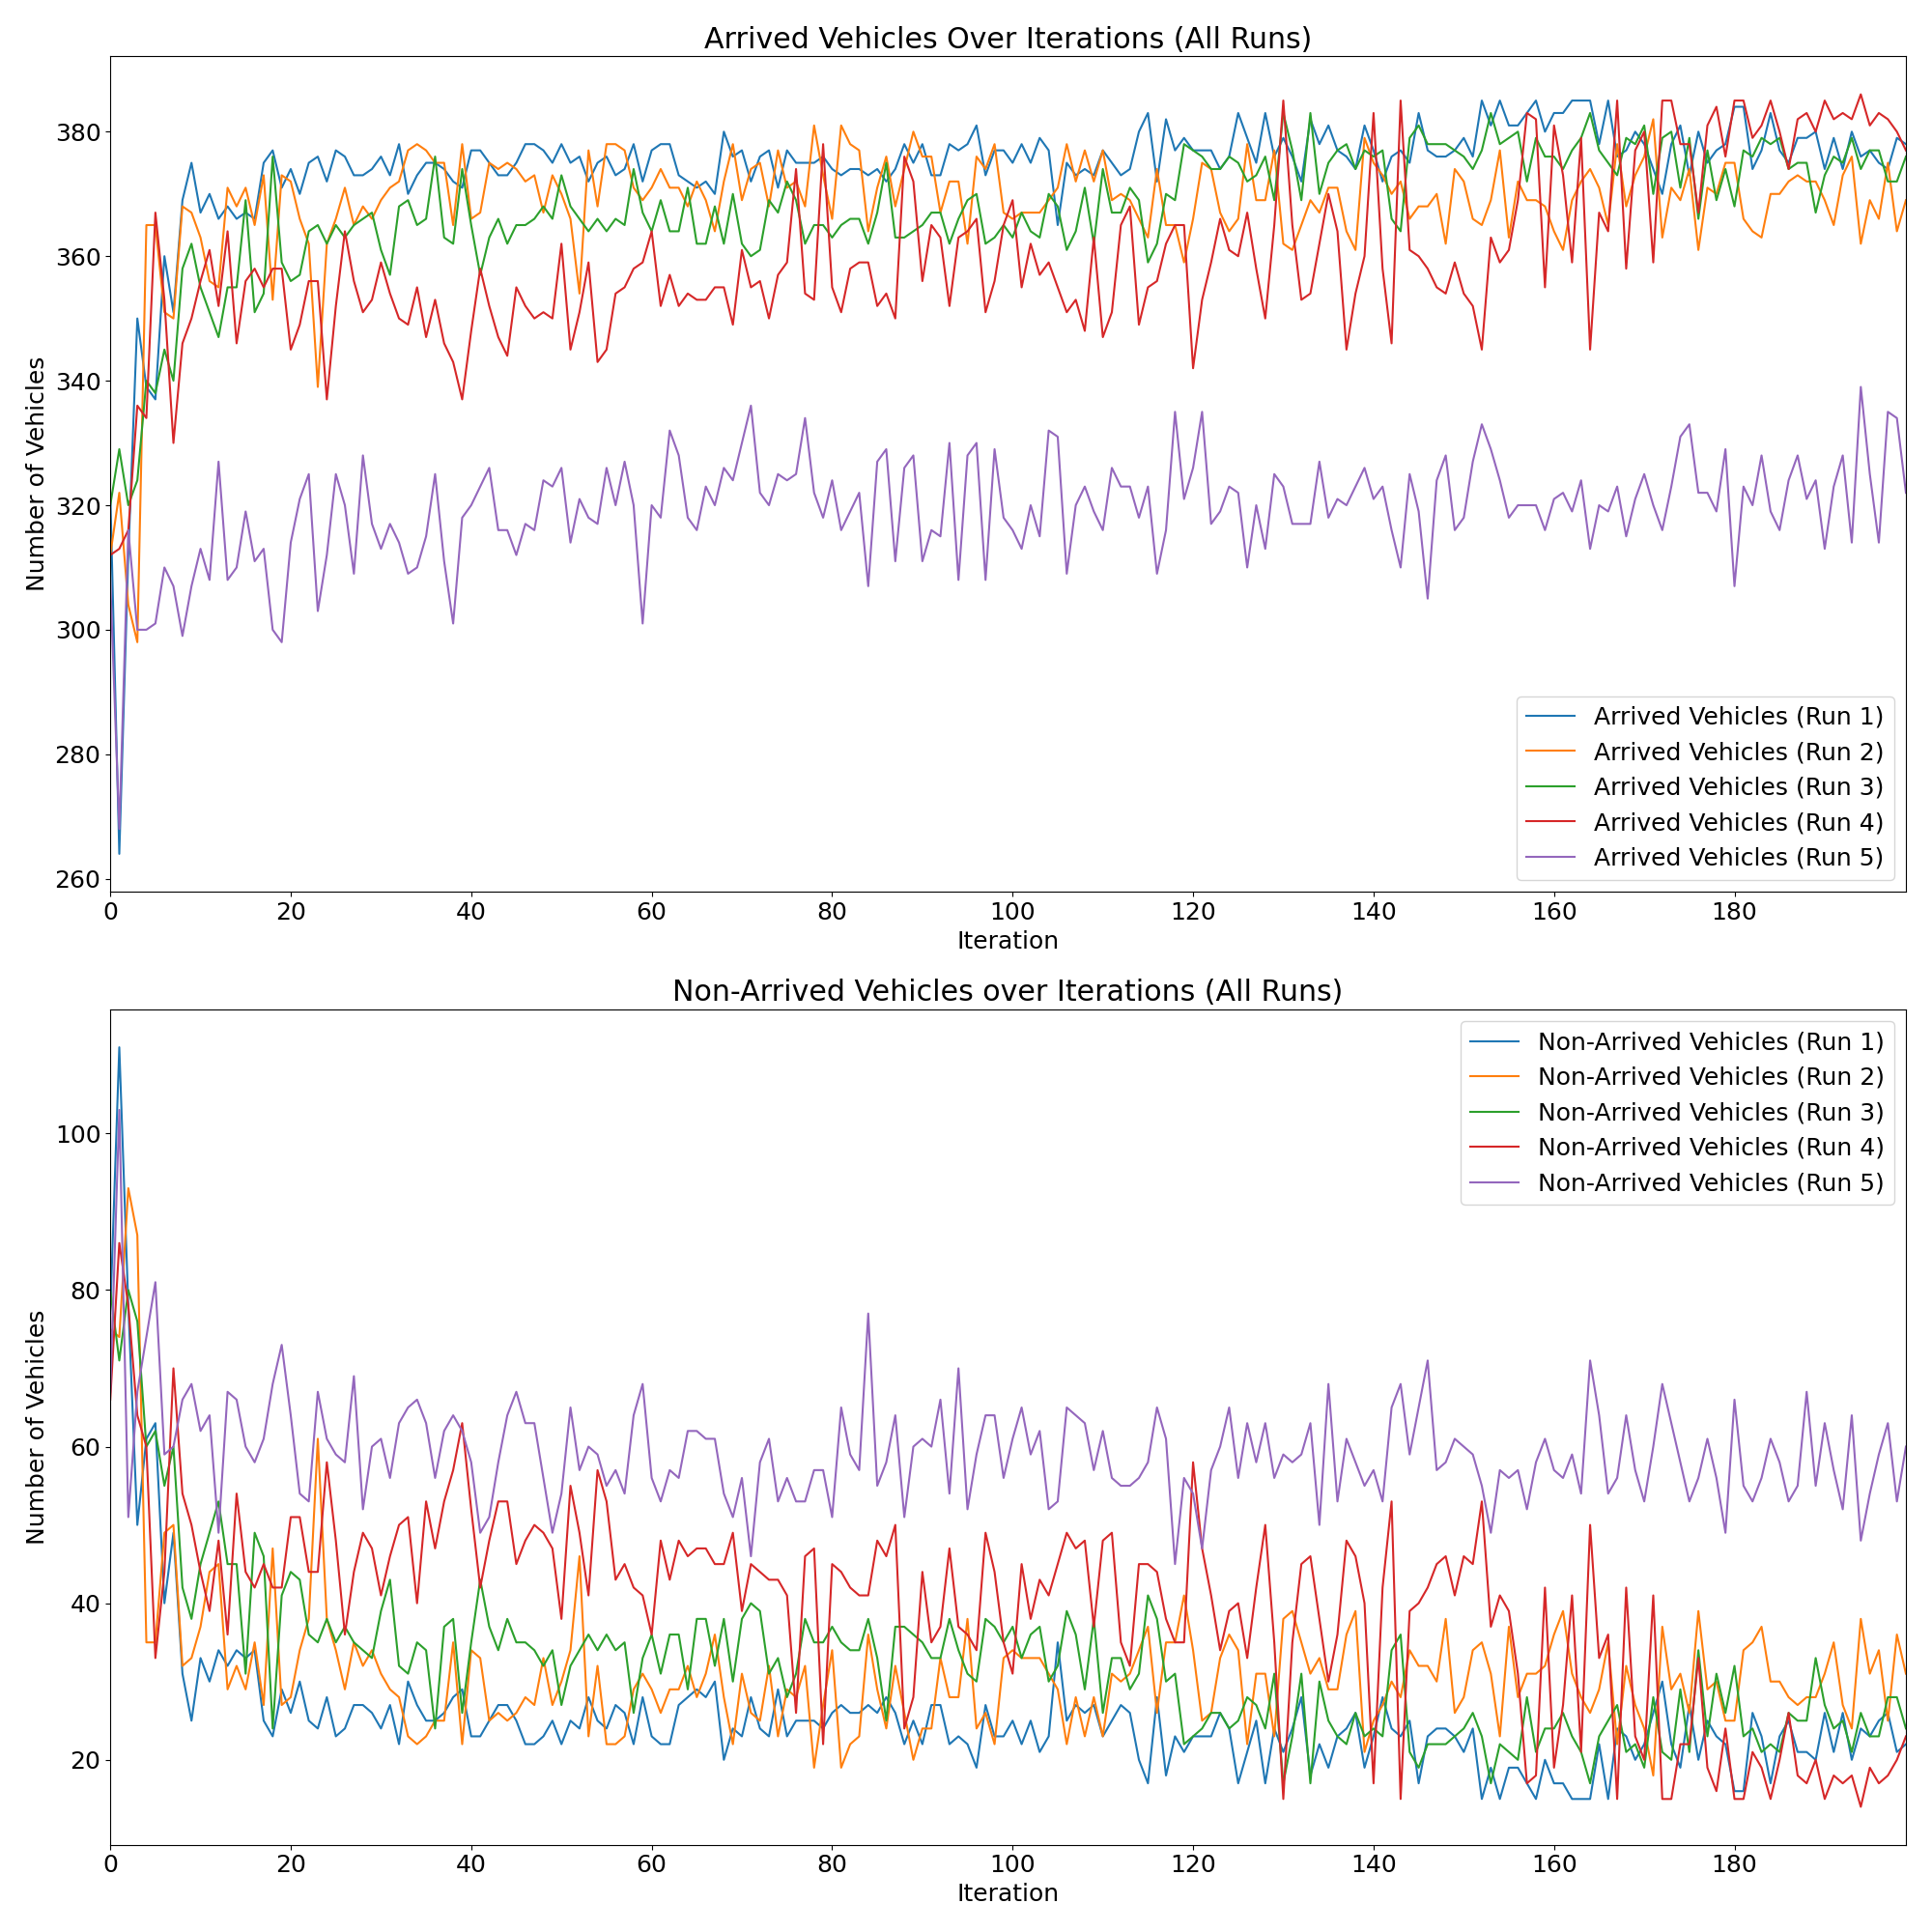 Arrived Vehicles Over Iterations (All Runs)
Number of Vehicles
380
360
340
320
300
280
260
0 20 40 60 80 100 120 140 160 180
Iteration
Arrived Vehicles (Run 1)
Arrived Vehicles (Run 2)
Arrived Vehicles (Run 3)
Arrived Vehicles (Run 4)
Arrived Vehicles (Run 5)
Non-Arrived Vehicles over Iterations (All Runs)
Number of Vehicles
100
80
60
40
20
0 20 40 60 80 100 120 140 160 180
Iteration
Non-Arrived Vehicles (Run 1)
Non-Arrived Vehicles (Run 2)
Non-Arrived Vehicles (Run 3)
Non-Arrived Vehicles (Run 4)
Non-Arrived Vehicles (Run 5)